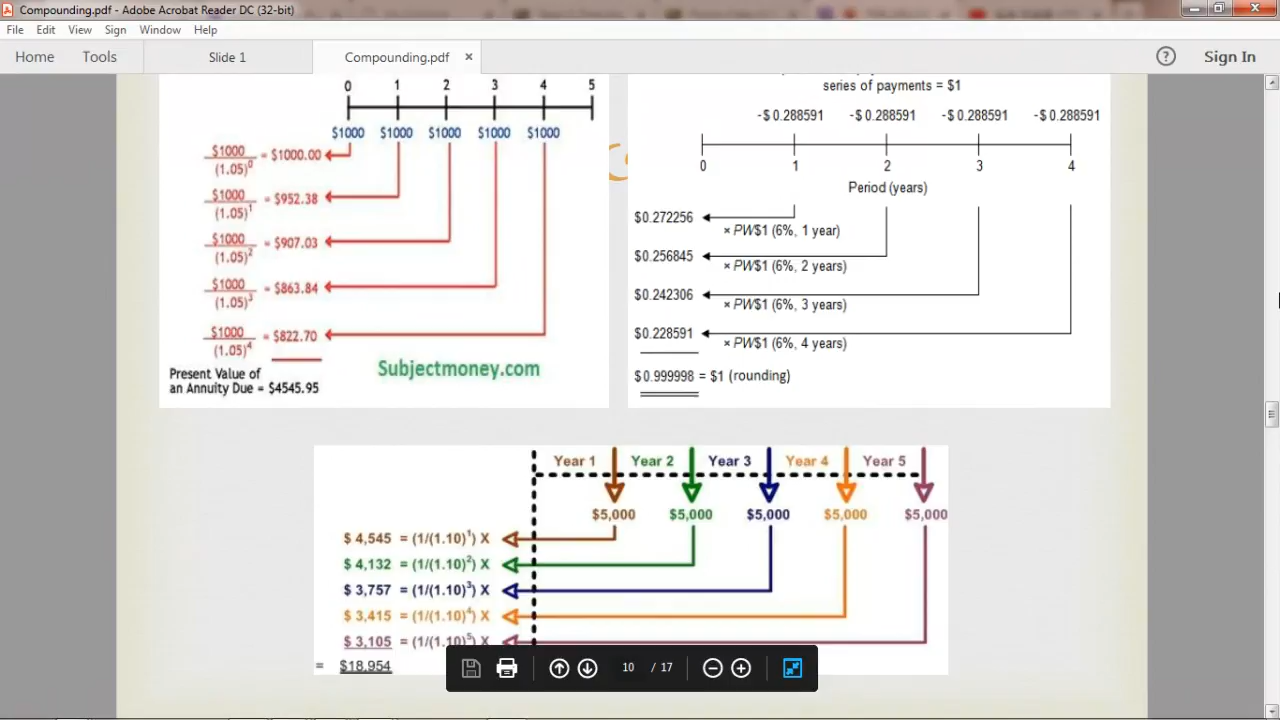 Compounding.pdf - Adobe Acrobat Reader DC (32-bit)
File Edit View Sign Window Help
Home Tools Slide 1 Compounding.pdf × ? Sign In
0 1 2 3 4 5
$1000 $1000 $1000 $1000 $1000
$1000/(1.05)^0 = $1000.00
$1000/(1.05)^1 = $952.38
$1000/(1.05)^2 = $907.03
$1000/(1.05)^3 = $863.84
$1000/(1.05)^4 = $822.70
Present Value of
an Annuity Due = $4545.95
Subjectmoney.com
series of payments = $1
-$0.288591 -$0.288591 -$0.288591 -$0.288591
0 1 2 3 4
Period (years)
$0.272256
× PW$1 (6%, 1 year)
$0.256845
× PW$1 (6%, 2 years)
$0.242306
× PW$1 (6%, 3 years)
$0.228591
× PW$1 (6%, 4 years)
$0.999998 = $1 (rounding)
Year 1 Year 2 Year 3 Year 4 Year 5
$5,000 $5,000 $5,000 $5,000 $5,000
$ 4,545 = (1/(1.10)^1) X
$ 4,132 = (1/(1.10)^2) X
$ 3,757 = (1/(1.10)^3) X
$ 3,415 = (1/(1.10)^4) X
$ 3,105 = (1/(1.10)^5) X
= $18,954
10 / 17